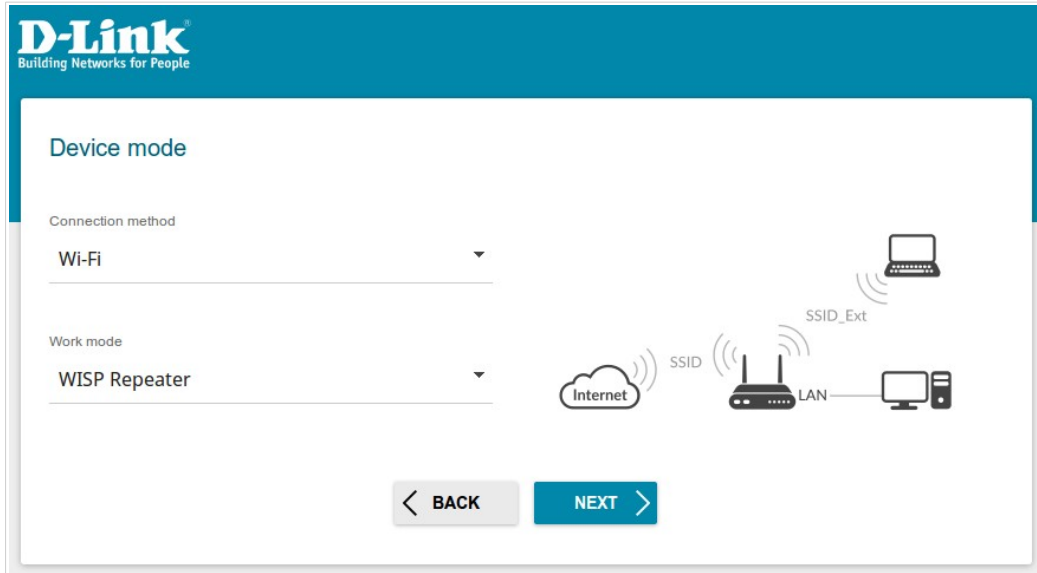 D-Link®
Building Networks for People
Device mode
Connection method
Wi-Fi
Work mode
WISP Repeater
SSID_Ext
SSID
Internet
LAN
BACK
NEXT